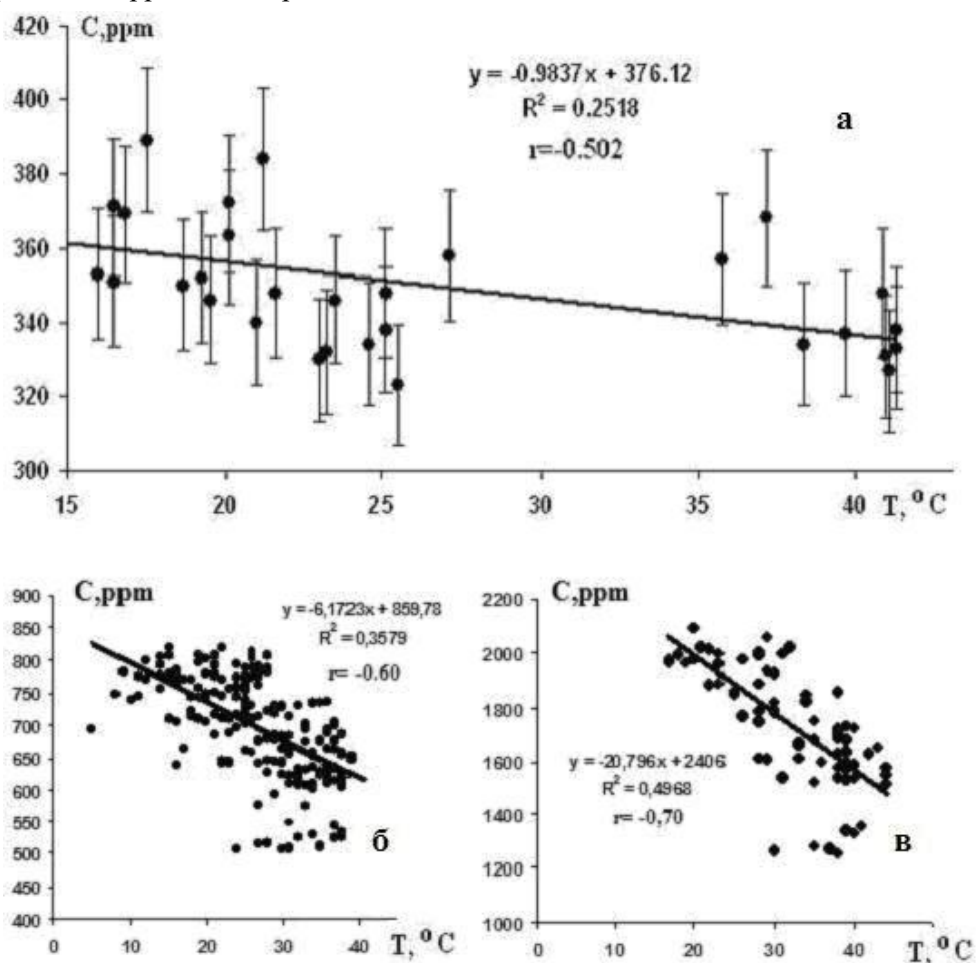 C,ppm
y = -0.9837x + 376.12
R² = 0.2518
r=-0.502
а
420
400
380
360
340
320
300
15 20 25 30 35 40 T, ⁰ C
C,ppm
y = -6,1723x + 859,78
R² = 0,3579
r= -0.60
б
900
850
800
750
700
650
600
550
500
450
400
0 10 20 30 40 T, ⁰ C
C,ppm
y = -20,796x + 2406
R² = 0,4968
r= -0,70
в
2200
2000
1800
1600
1400
1200
1000
0 10 20 30 40 T, ⁰ C